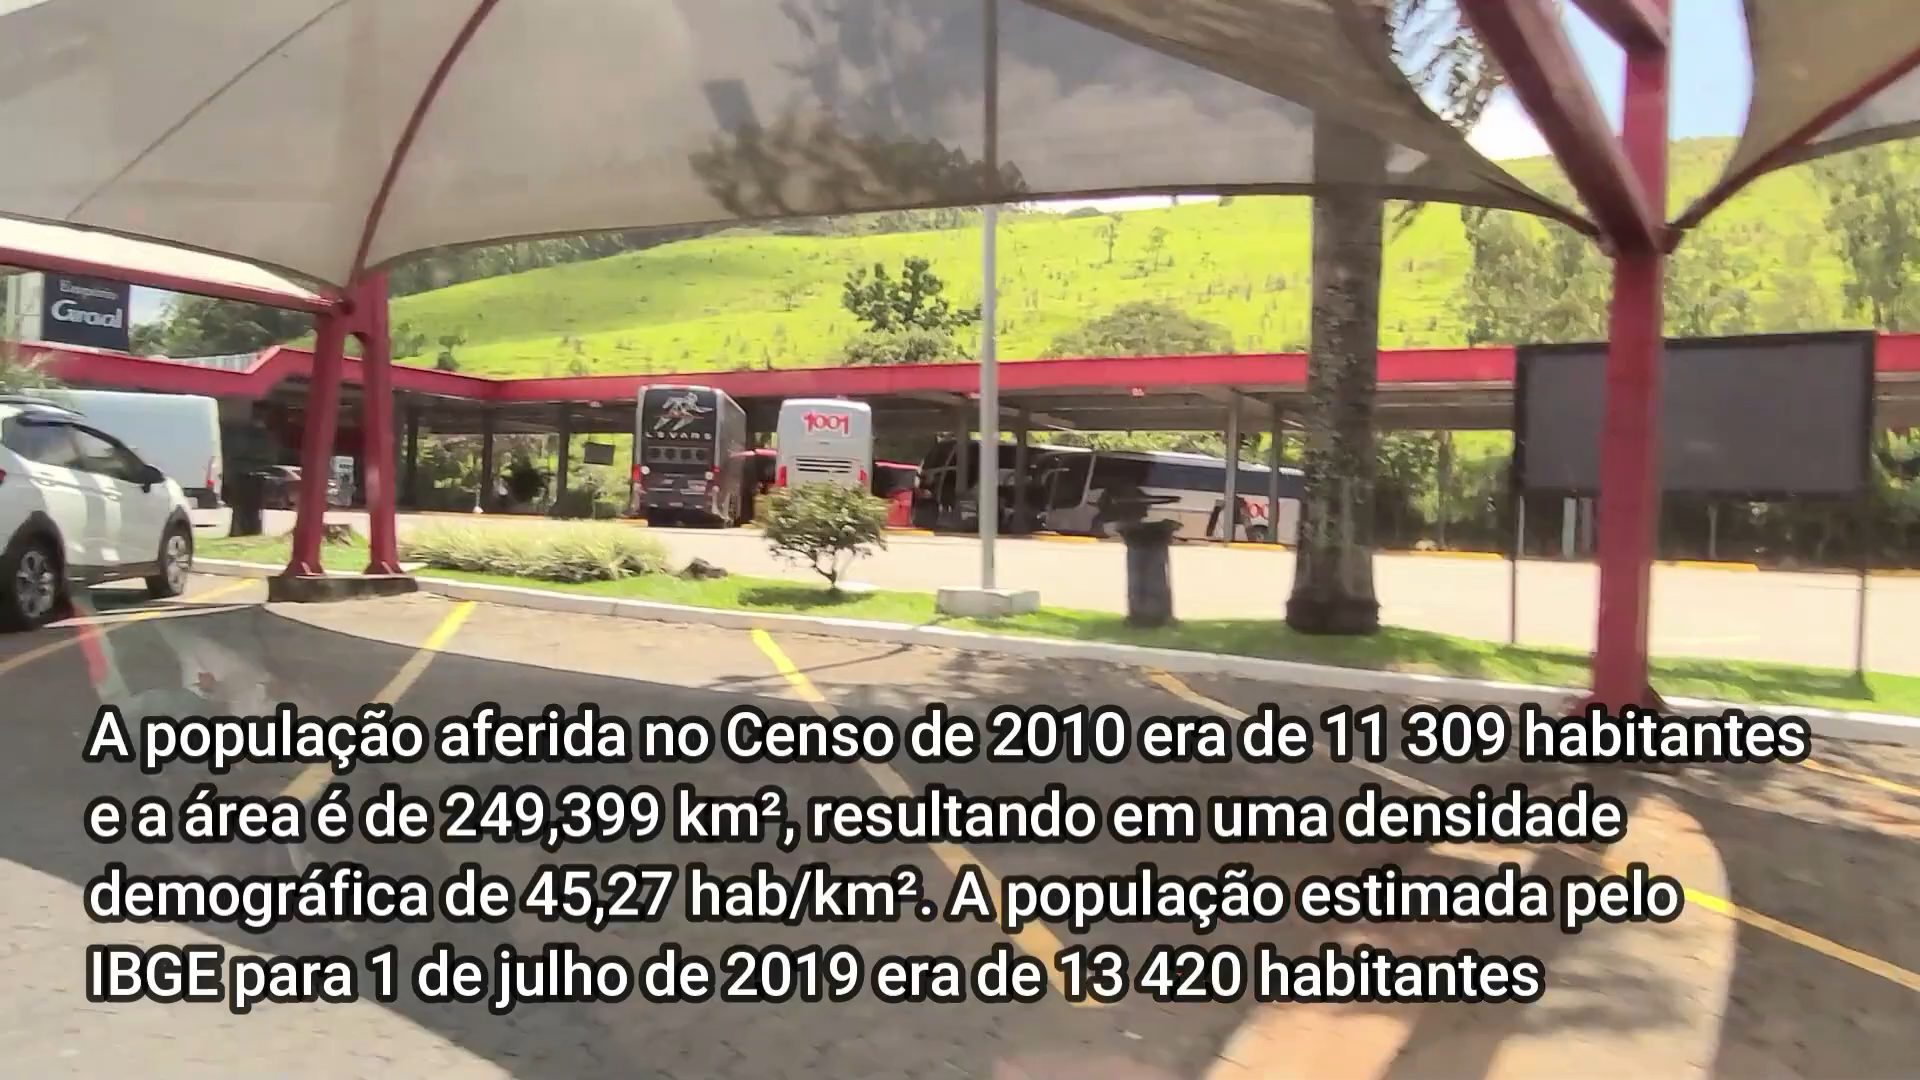 Empório
Graal
LEVARE
1001
A população aferida no Censo de 2010 era de 11 309 habitantes
e a área é de 249,399 km², resultando em uma densidade
demográfica de 45,27 hab/km². A população estimada pelo
IBGE para 1 de julho de 2019 era de 13 420 habitantes